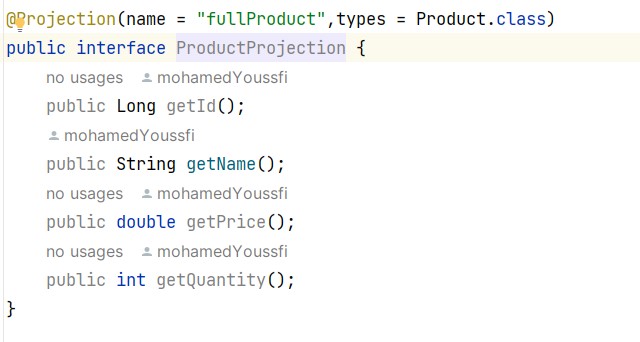 @Projection(name = "fullProduct",types = Product.class)
public interface ProductProjection {
no usages mohamedYoussfi
public Long getId();
mohamedYoussfi
public String getName();
no usages mohamedYoussfi
public double getPrice();
no usages mohamedYoussfi
public int getQuantity();
}